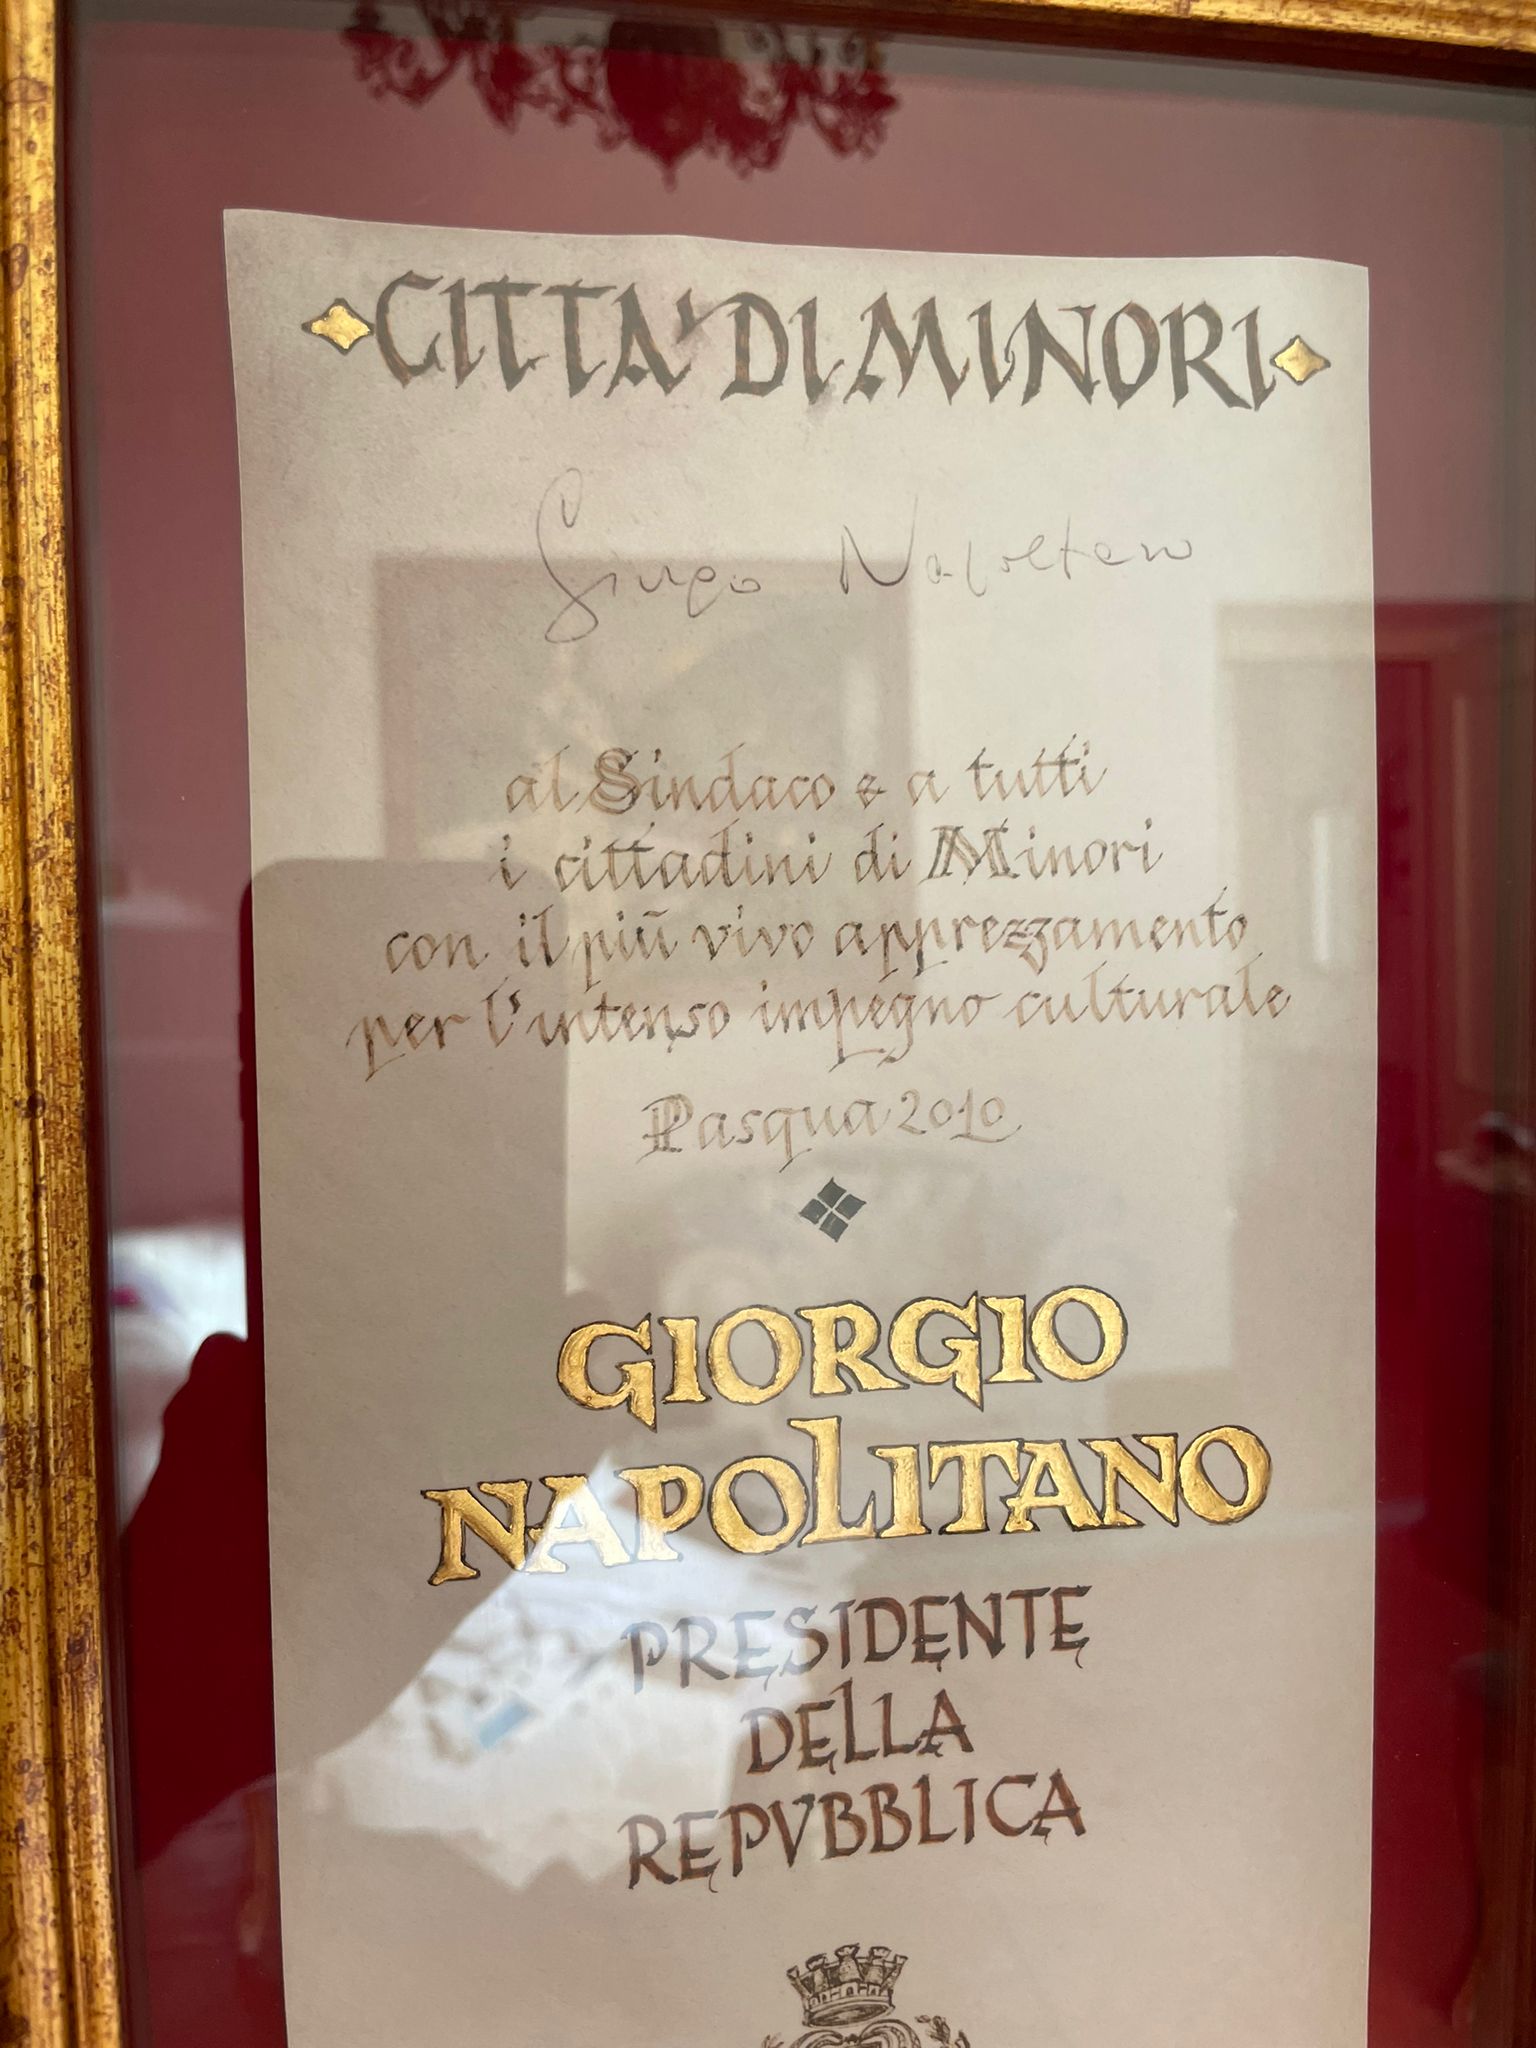 CITTA' DI MINORI
Giorgio Napolitano
al Sindaco e a tutti
i cittadini di Minori
con il più vivo apprezzamento
per l'intenso impegno culturale
Pasqua 2010
GIORGIO
NAPOLITANO
PRESIDENTE
DELLA
REPVBBLICA